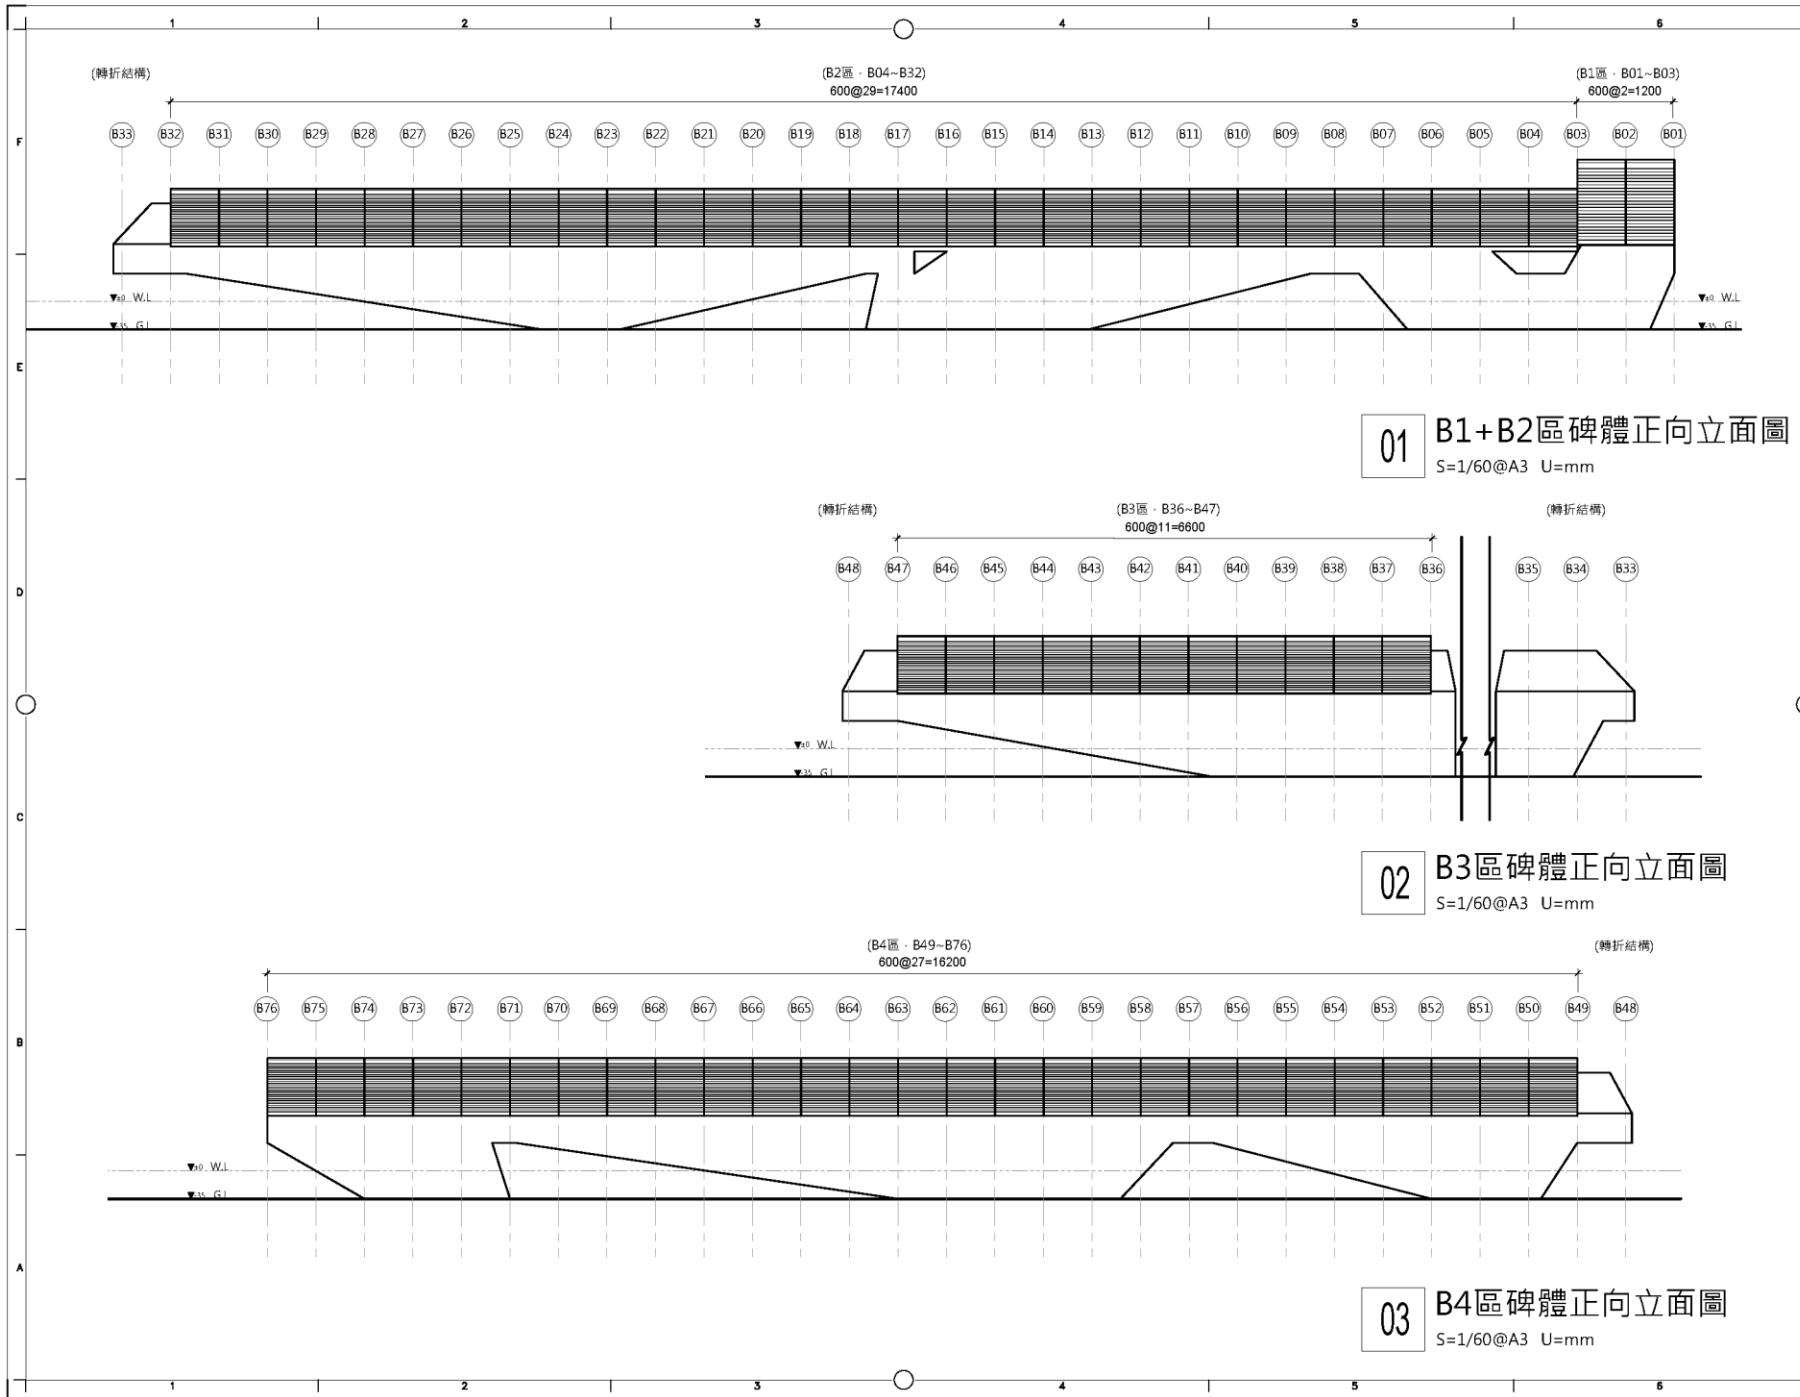 1 2 3 4 5 6
(轉折結構) (B2區‧B04~B32) (B1區‧B01~B03)
600@29=17400 600@2=1200
F
B33 B32 B31 B30 B29 B28 B27 B26 B25 B24 B23 B22 B21 B20 B19 B18 B17 B16 B15 B14 B13 B12 B11 B10 B09 B08 B07 B06 B05 B04 B03 B02 B01
▼±0 W.L ▼±0 W.L
▼-35 G.L ▼-35 G.L
E
01
B1+B2區碑體正向立面圖
S=1/60@A3 U=mm
(轉折結構) (B3區‧B36~B47) (轉折結構)
600@11=6600
B48 B47 B46 B45 B44 B43 B42 B41 B40 B39 B38 B37 B36 B35 B34 B33
D
▼±0 W.L
▼-35 G.L
C
02
B3區碑體正向立面圖
S=1/60@A3 U=mm
(B4區‧B49~B76) (轉折結構)
600@27=16200
B76 B75 B74 B73 B72 B71 B70 B69 B68 B67 B66 B65 B64 B63 B62 B61 B60 B59 B58 B57 B56 B55 B54 B53 B52 B51 B50 B49 B48
B
▼±0 W.L
▼-35 G.L
A
03
B4區碑體正向立面圖
S=1/60@A3 U=mm
1 2 3 4 5 6